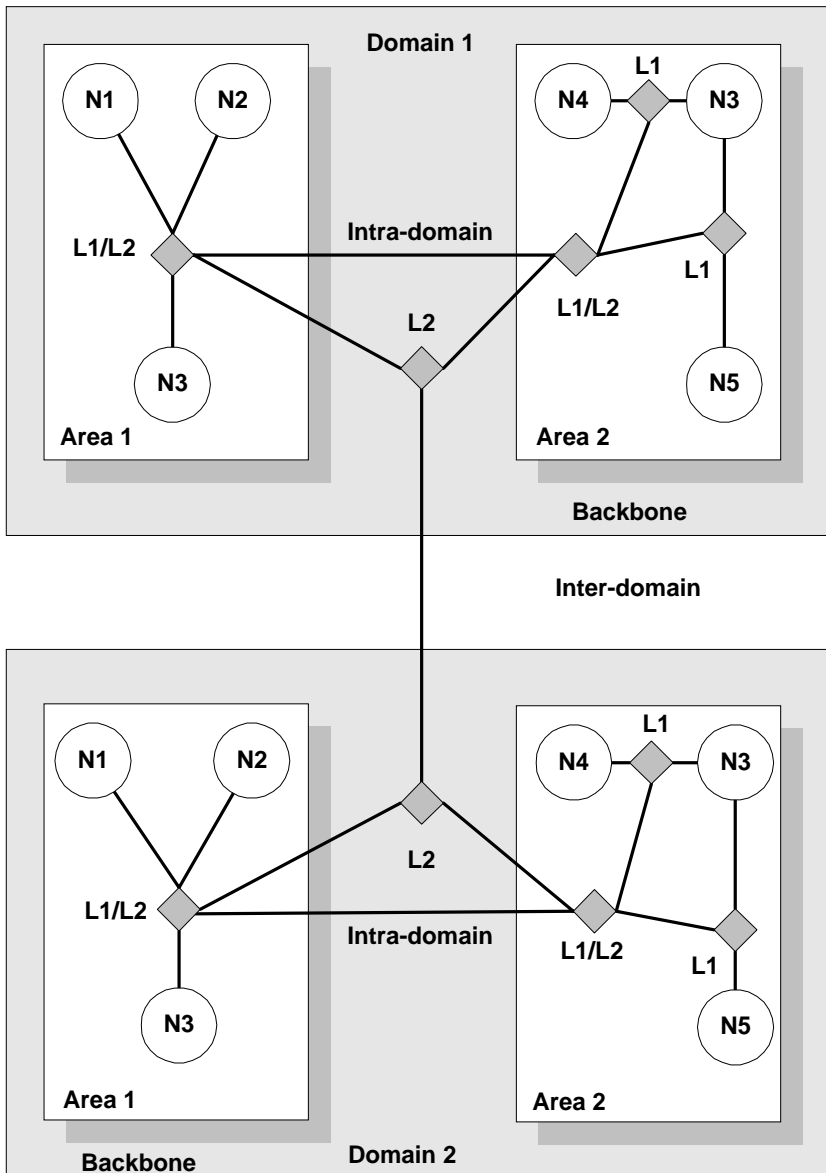 Domain 1
N1
N2
L1/L2
N3
Area 1
Intra-domain
L2
L1
N4
N3
L1
L1/L2
N5
Area 2
Backbone
Inter-domain
N1
N2
L1/L2
N3
Area 1
L2
Intra-domain
L1
N4
N3
L1/L2
L1
N5
Area 2
Backbone
Domain 2